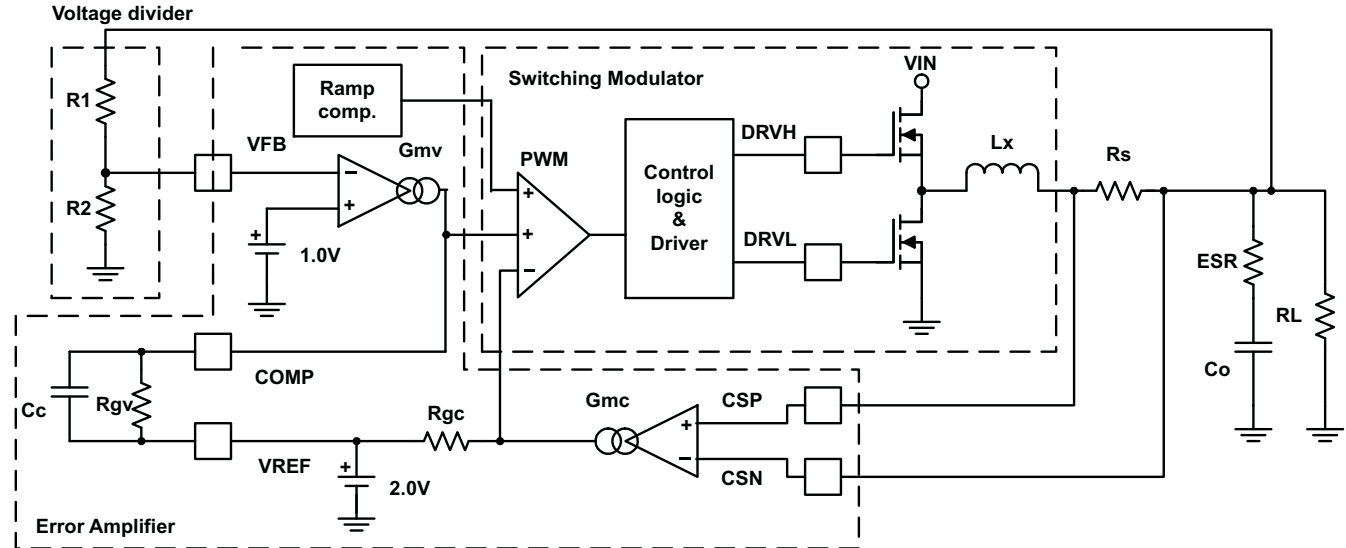 Voltage divider
Switching Modulator
VIN
R1
Ramp
comp.
VFB
Gmv
PWM
DRVH
Lx
Rs
Control
logic
&
Driver
R2
+
1.0V
−
+
+
+
−
DRVL
ESR
RL
Co
COMP
Cc
Rgv
Rgc
Gmc
CSP
+
−
CSN
VREF
+
2.0V
Error Amplifier